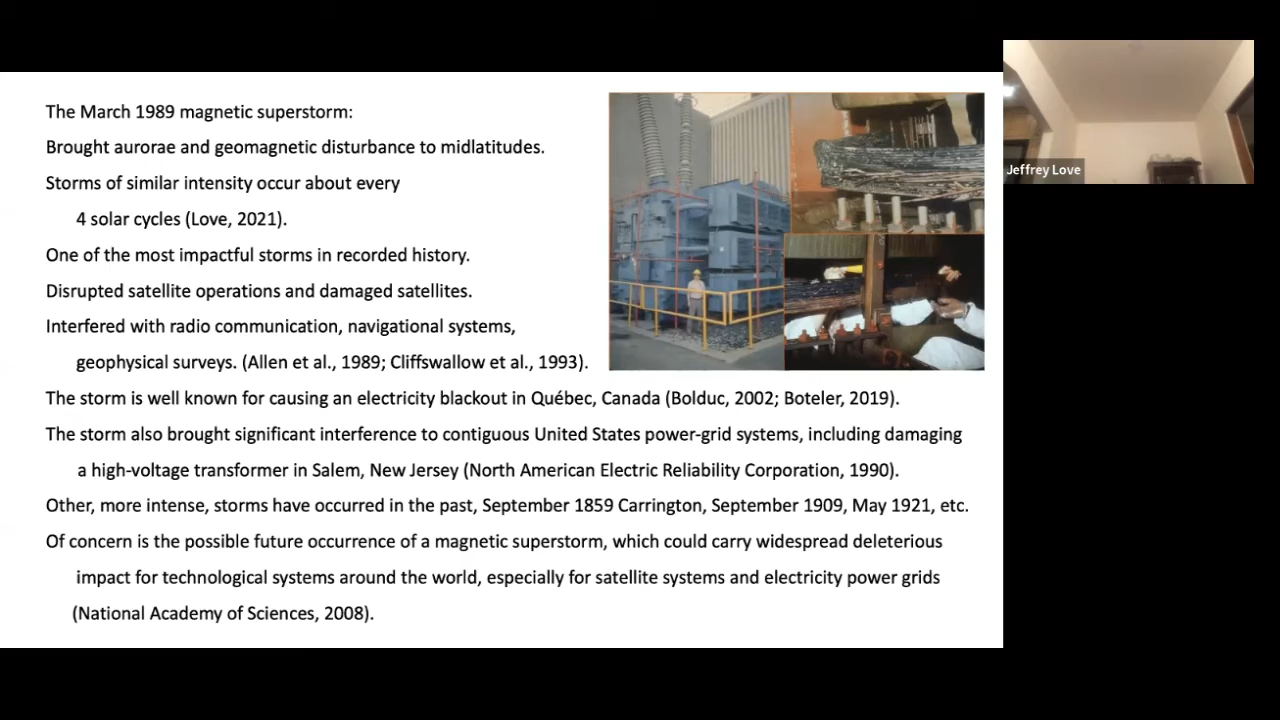 The March 1989 magnetic superstorm:
Brought aurorae and geomagnetic disturbance to midlatitudes.
Storms of similar intensity occur about every
4 solar cycles (Love, 2021).
One of the most impactful storms in recorded history.
Disrupted satellite operations and damaged satellites.
Interfered with radio communication, navigational systems,
geophysical surveys. (Allen et al., 1989; Cliffswallow et al., 1993).
The storm is well known for causing an electricity blackout in Québec, Canada (Bolduc, 2002; Boteler, 2019).
The storm also brought significant interference to contiguous United States power-grid systems, including damaging
a high-voltage transformer in Salem, New Jersey (North American Electric Reliability Corporation, 1990).
Other, more intense, storms have occurred in the past, September 1859 Carrington, September 1909, May 1921, etc.
Of concern is the possible future occurrence of a magnetic superstorm, which could carry widespread deleterious
impact for technological systems around the world, especially for satellite systems and electricity power grids
(National Academy of Sciences, 2008).
Jeffrey Love